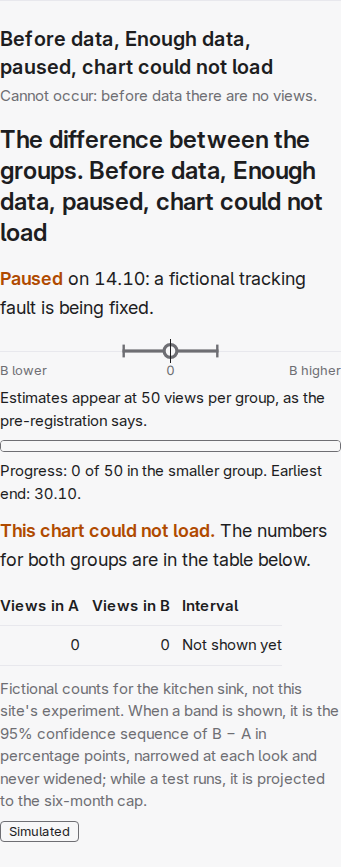 Before data, Enough data,
paused, chart could not load
Cannot occur: before data there are no views.
The difference between the
groups. Before data, Enough
data, paused, chart could not
load
Paused on 14.10: a fictional tracking
fault is being fixed.
B lower 0 B higher
Estimates appear at 50 views per group, as the
pre-registration says.
Progress: 0 of 50 in the smaller group. Earliest
end: 30.10.
This chart could not load. The numbers
for both groups are in the table below.
Views in A Views in B Interval
0 0 Not shown yet
Fictional counts for the kitchen sink, not this
site's experiment. When a band is shown, it is the
95% confidence sequence of B − A in
percentage points, narrowed at each look and
never widened; while a test runs, it is projected
to the six-month cap.
Simulated